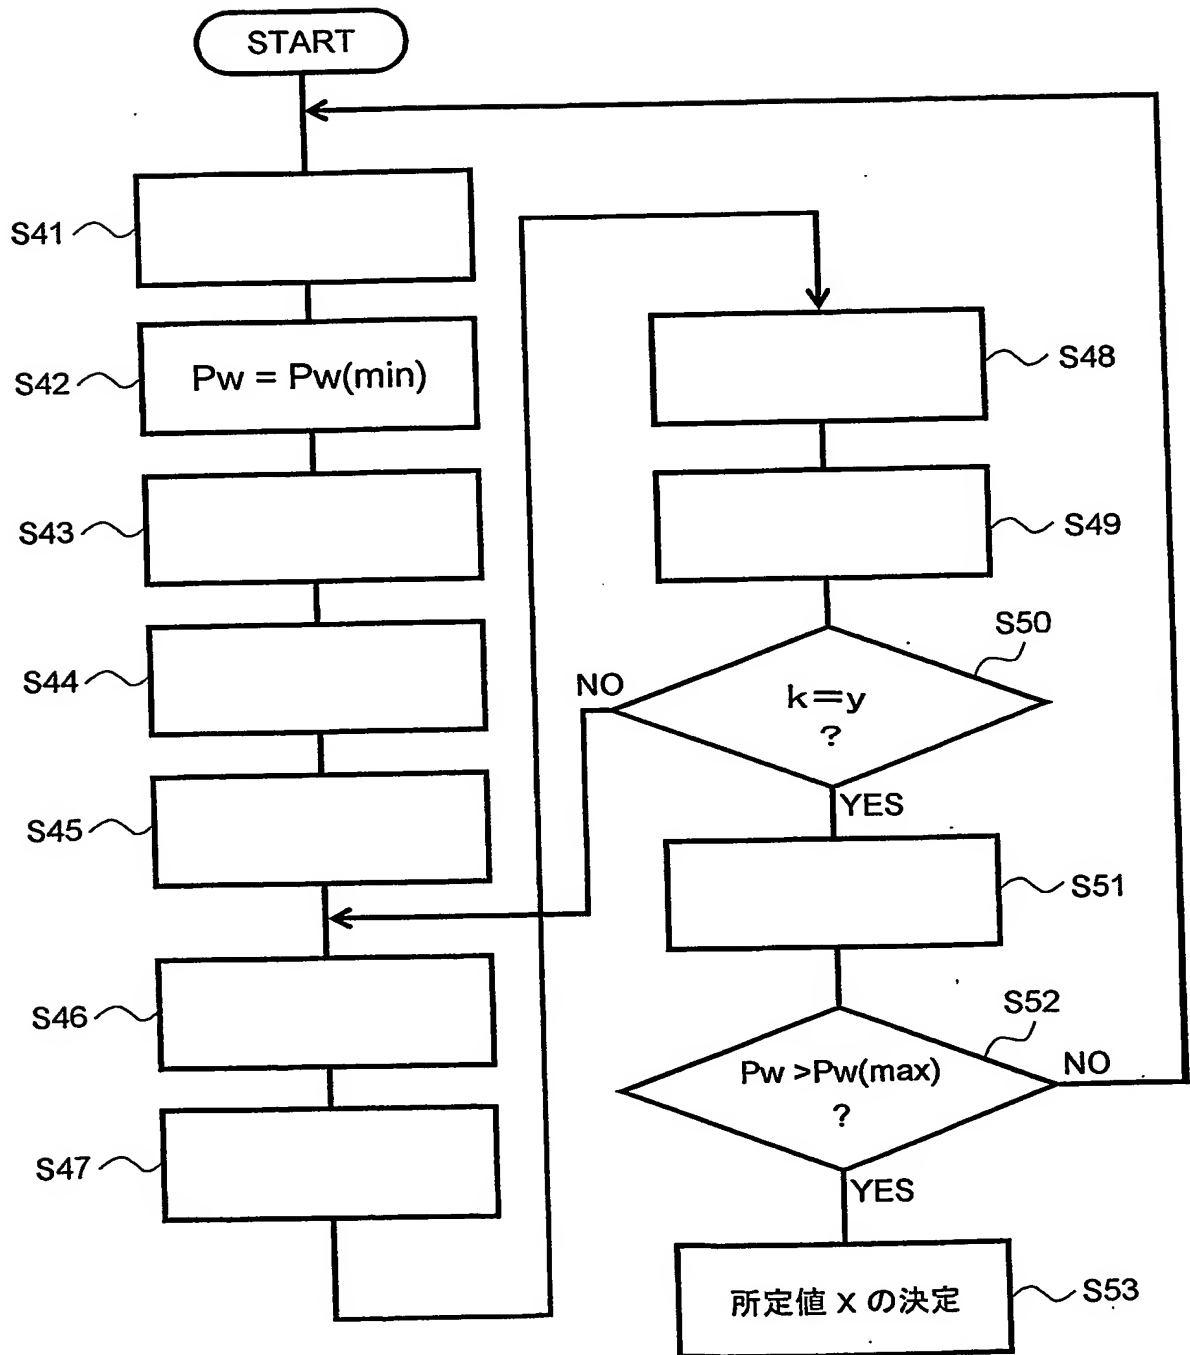 START
S41
S42
Pw = Pw(min)
S43
S44
S45
S46
S47
S48
S49
S50
k=y
?
NO
YES
S51
S52
Pw >Pw(max)
?
NO
YES
所定値 x の決定
S53